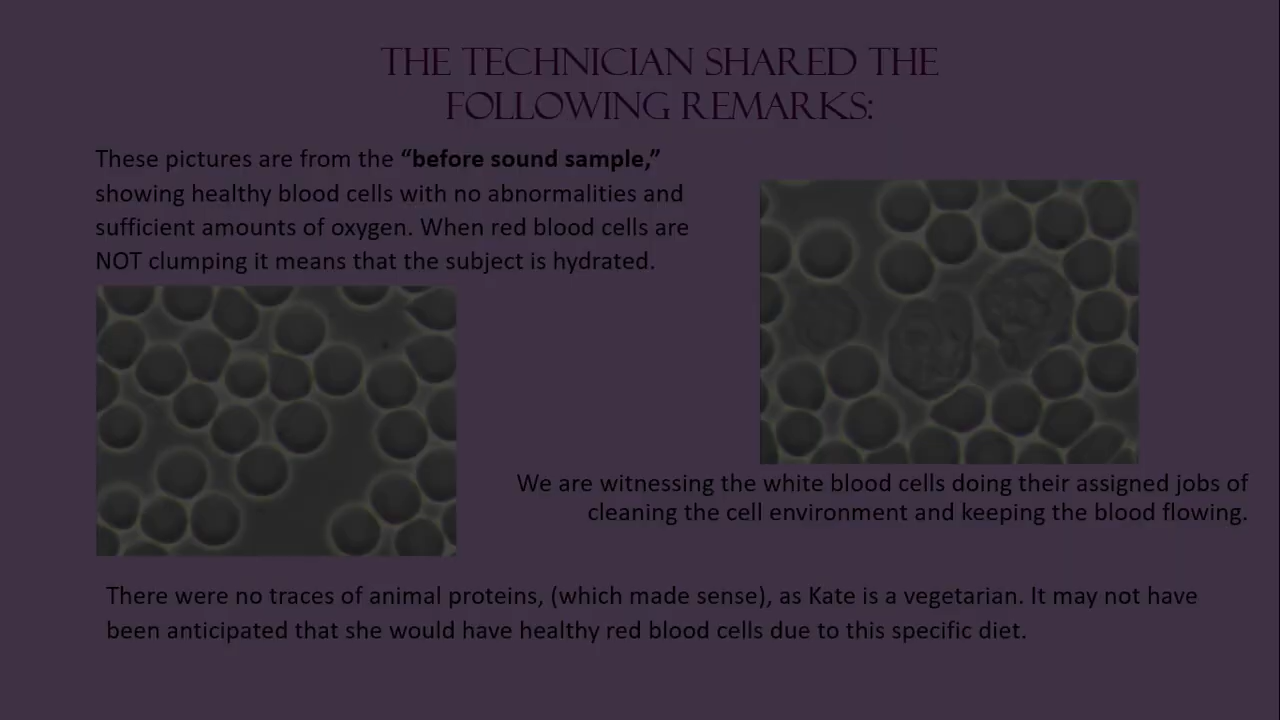 THE TECHNICIAN SHARED THE
FOLLOWING REMARKS:
These pictures are from the “before sound sample,”
showing healthy blood cells with no abnormalities and
sufficient amounts of oxygen. When red blood cells are
NOT clumping it means that the subject is hydrated.
We are witnessing the white blood cells doing their assigned jobs of
cleaning the cell environment and keeping the blood flowing.
There were no traces of animal proteins, (which made sense), as Kate is a vegetarian. It may not have
been anticipated that she would have healthy red blood cells due to this specific diet.